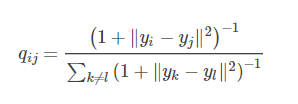 q_{ij} = \frac{(1 + \|y_i - y_j\|^2)^{-1}}{\sum_{k \neq l} (1 + \|y_k - y_l\|^2)^{-1}}